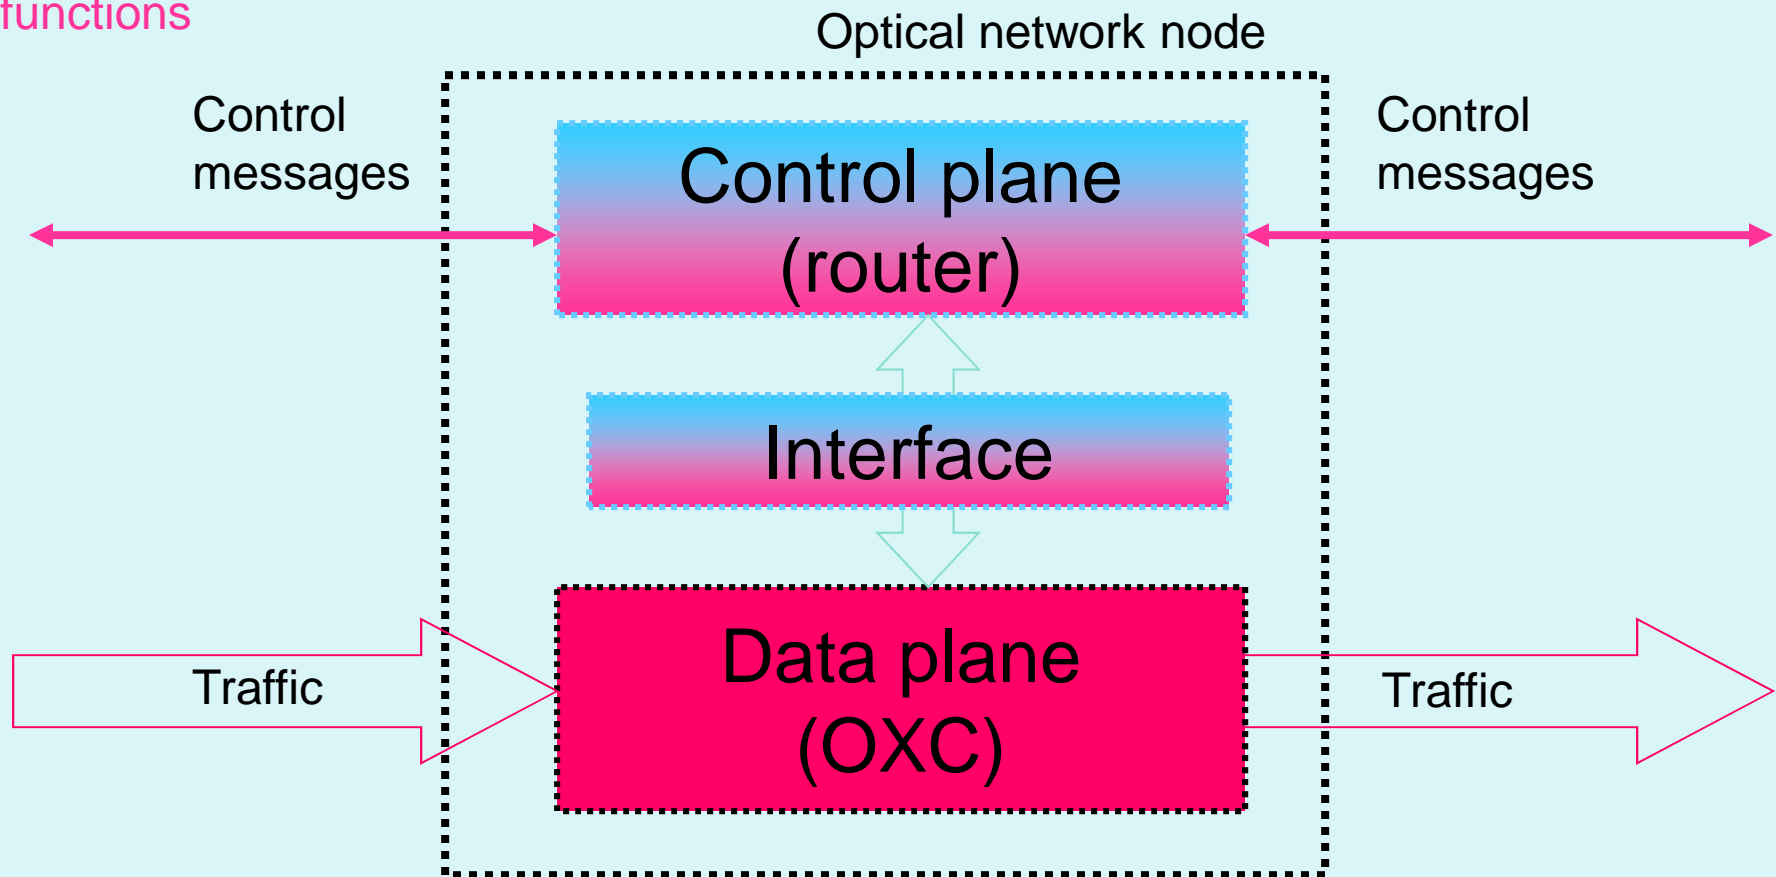 functions
Optical network node
Control
messages
Control plane
(router)
Control
messages
Interface
Traffic
Data plane
(OXC)
Traffic